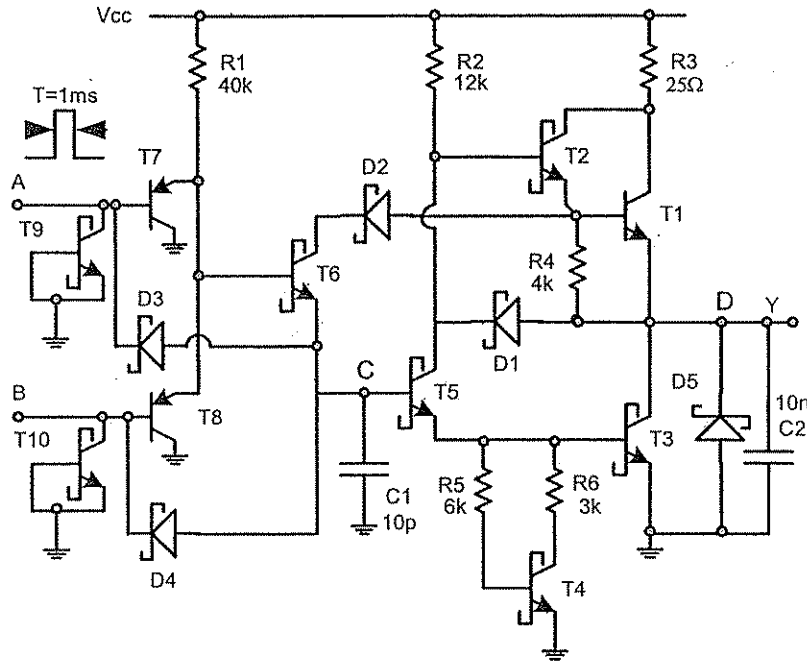 Vcc
R1
40k
R2
12k
R3
25Ω
T=1ms
T7
D2
T2
A
T9
T6
T1
R4
4k
D3
D
Y
D1
C
B
T8
T5
D5
10n
C2
T10
T3
C1
10p
R5
6k
R6
3k
D4
T4